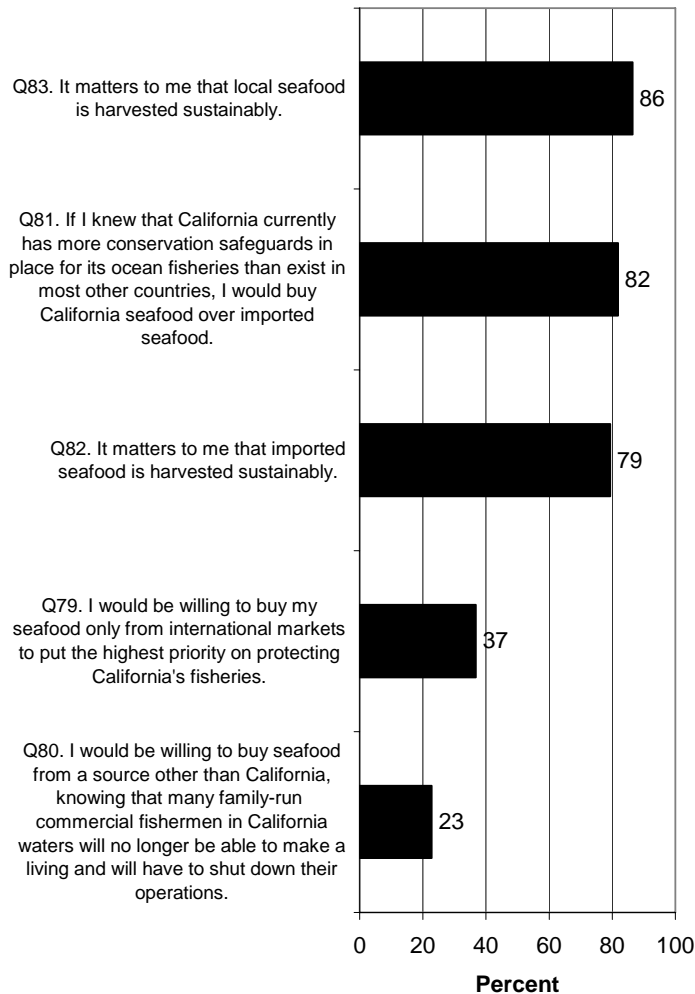 Q83. It matters to me that local seafood
is harvested sustainably.
86
Q81. If I knew that California currently
has more conservation safeguards in
place for its ocean fisheries than exist in
most other countries, I would buy
California seafood over imported
seafood.
82
Q82. It matters to me that imported
seafood is harvested sustainably.
79
Q79. I would be willing to buy my
seafood only from international markets
to put the highest priority on protecting
California's fisheries.
37
Q80. I would be willing to buy seafood
from a source other than California,
knowing that many family-run
commercial fishermen in California
waters will no longer be able to make a
living and will have to shut down their
operations.
23
0 20 40 60 80 100
Percent